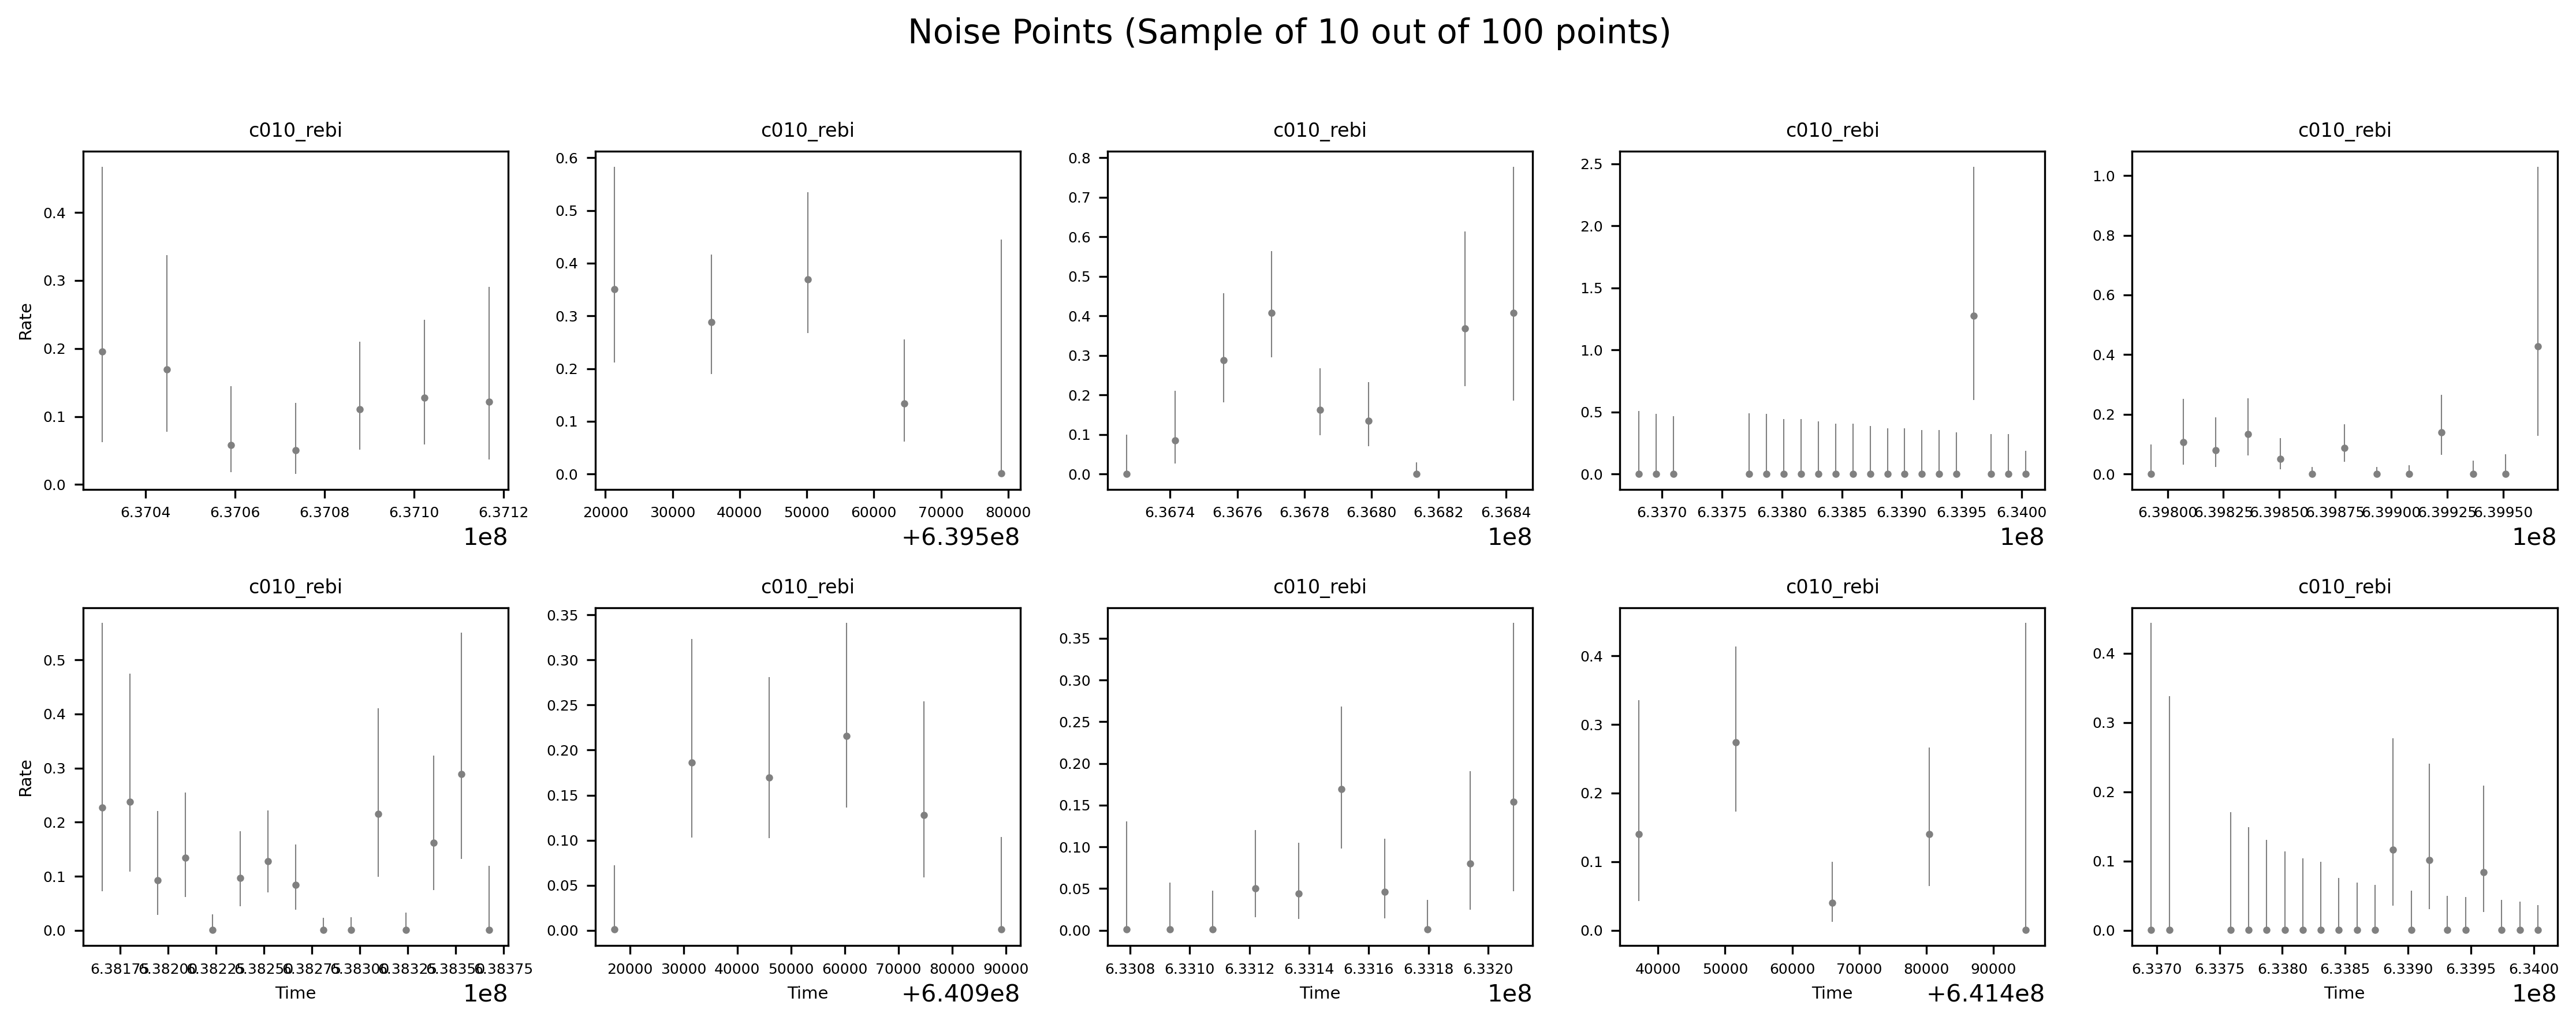 Noise Points (Sample of 10 out of 100 points)
c010_rebi c010_rebi c010_rebi c010_rebi c010_rebi
Rate
0.4
0.3
0.2
0.1
0.0
6.3704 6.3706 6.3708 6.3710 6.3712
1e8
0.6
0.5
0.4
0.3
0.2
0.1
0.0
20000 30000 40000 50000 60000 70000 80000
+6.395e8
0.8
0.7
0.6
0.5
0.4
0.3
0.2
0.1
0.0
6.3674 6.3676 6.3678 6.3680 6.3682 6.3684
1e8
2.5
2.0
1.5
1.0
0.5
0.0
6.3370 6.3375 6.3380 6.3385 6.3390 6.3395 6.3400
1e8
1.0
0.8
0.6
0.4
0.2
0.0
6.39800 6.39825 6.39850 6.39875 6.39900 6.39925 6.39950
1e8
c010_rebi c010_rebi c010_rebi c010_rebi c010_rebi
Rate
0.5
0.4
0.3
0.2
0.1
0.0
6.38175 6.38200 6.38225 6.38250 6.38275 6.38300 6.38325 6.38350 6.38375
Time
1e8
0.35
0.30
0.25
0.20
0.15
0.10
0.05
0.00
20000 30000 40000 50000 60000 70000 80000 90000
Time
+6.409e8
0.35
0.30
0.25
0.20
0.15
0.10
0.05
0.00
6.3308 6.3310 6.3312 6.3314 6.3316 6.3318 6.3320
Time
1e8
0.4
0.3
0.2
0.1
0.0
40000 50000 60000 70000 80000 90000
Time
+6.414e8
0.4
0.3
0.2
0.1
0.0
6.3370 6.3375 6.3380 6.3385 6.3390 6.3395 6.3400
Time
1e8